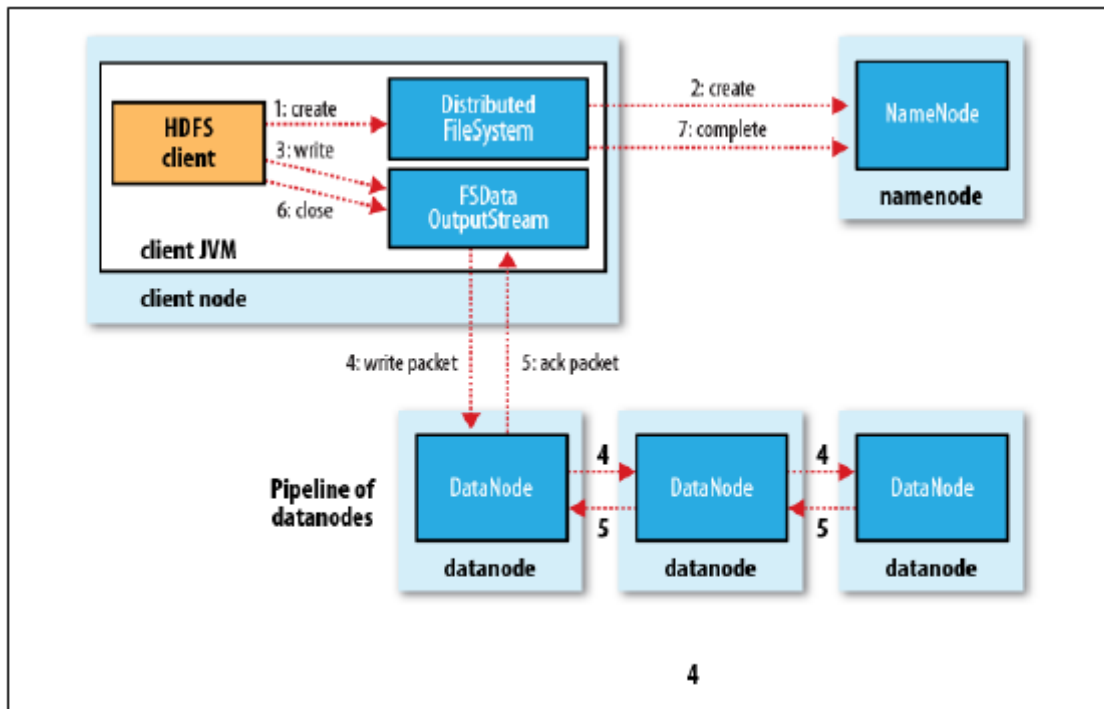 HDFS
client
1: create
3: write
6: close
Distributed
FileSystem
FSData
OutputStream
client JVM
client node
2: create
7: complete
NameNode
namenode
4: write packet
5: ack packet
Pipeline of
datanodes
DataNode
datanode
4
5
DataNode
datanode
4
5
DataNode
datanode
4